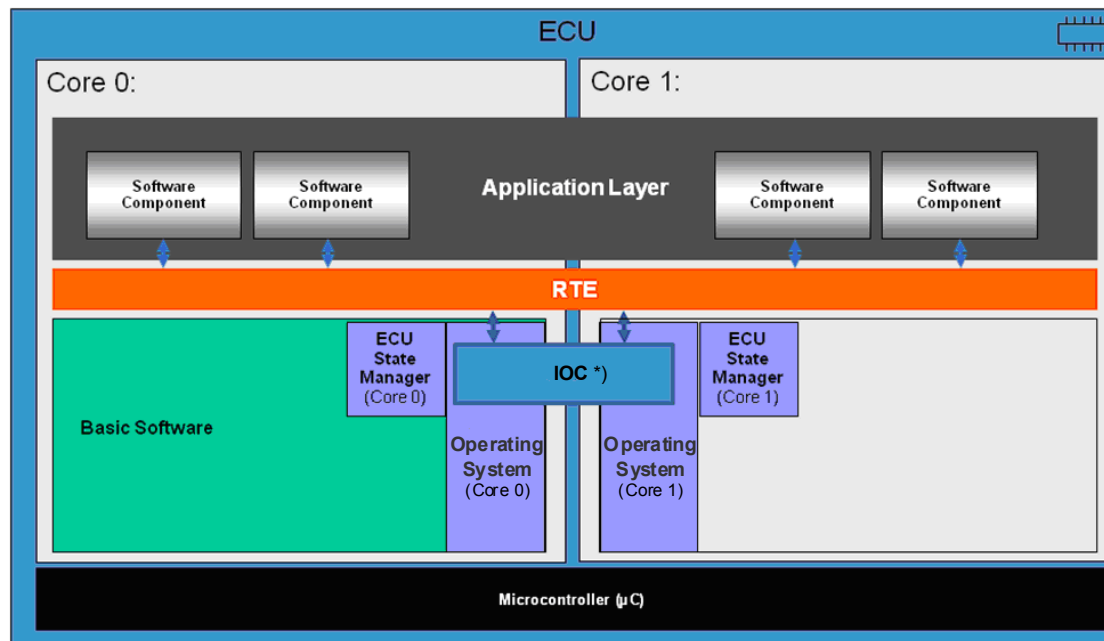 ECU
Core 0:
Core 1:
Software
Component
Software
Component
Application Layer
Software
Component
Software
Component
RTE
ECU
State
Manager
(Core 0)
IOC *)
ECU
State
Manager
(Core 1)
Basic Software
Operating
System
(Core 0)
Operating
System
(Core 1)
Microcontroller (µC)